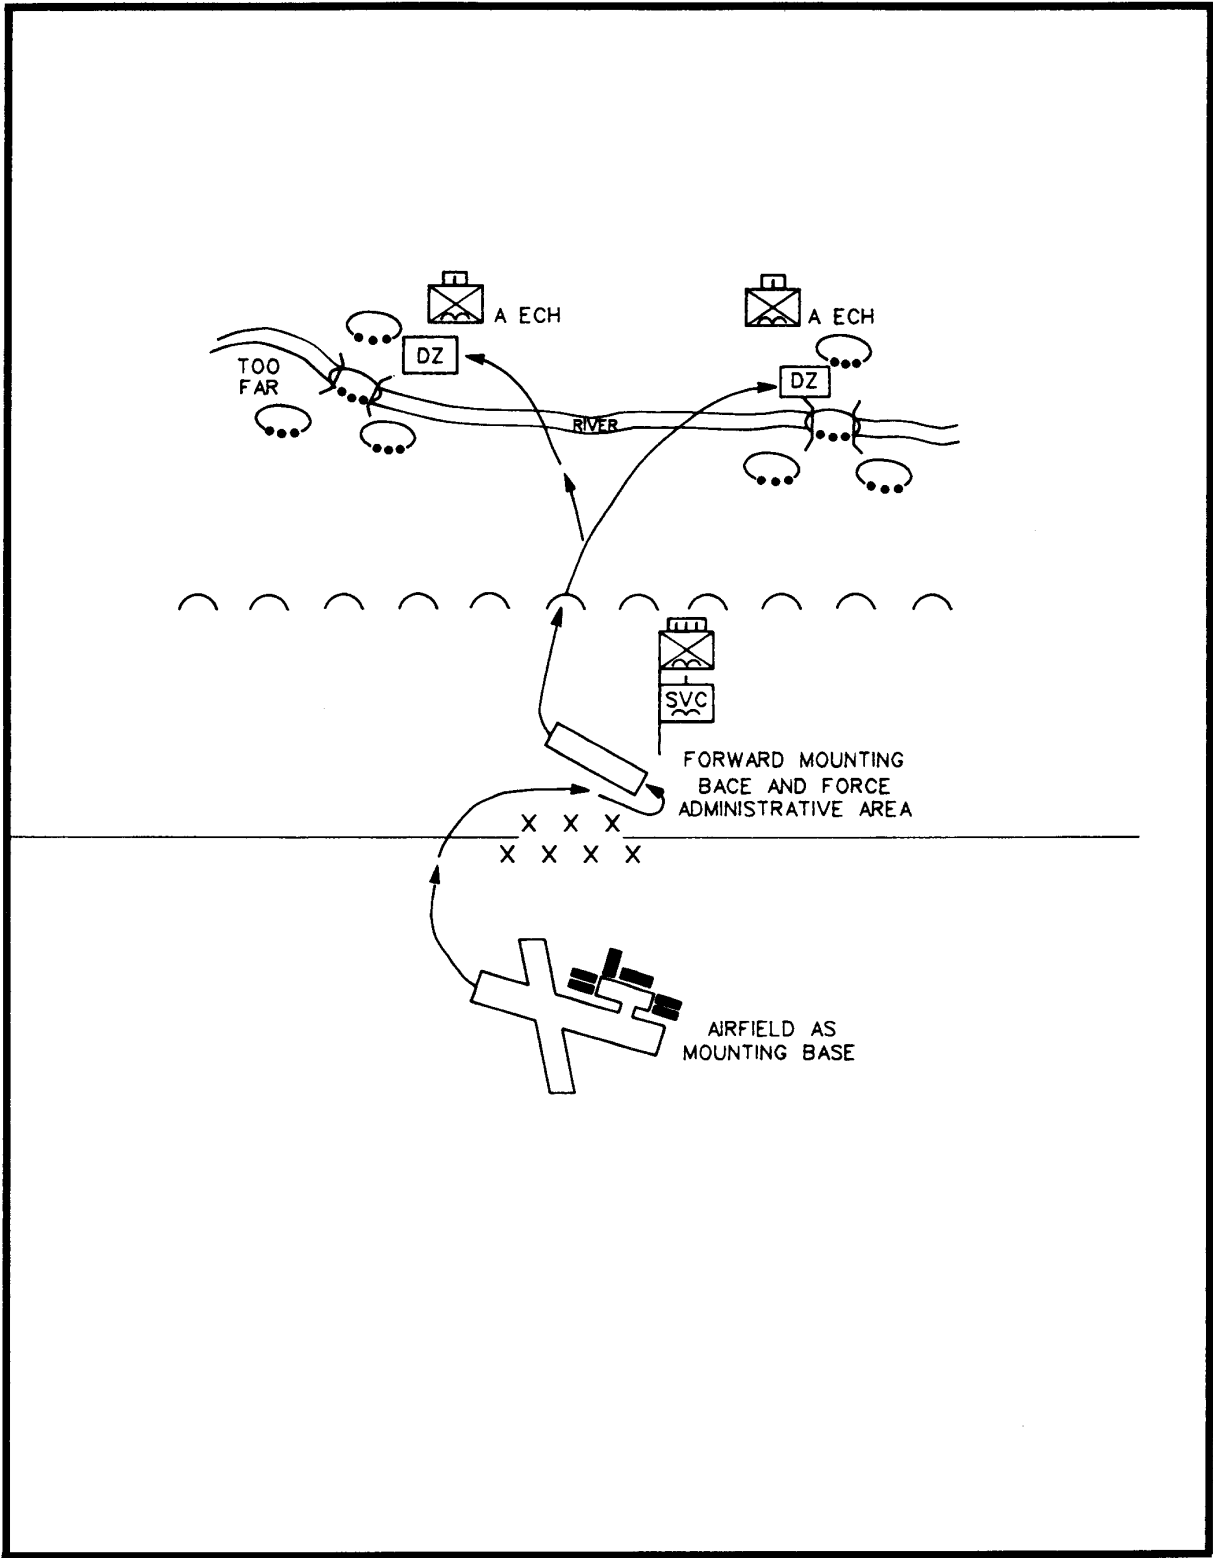 A ECH
A ECH
DZ
TOO
FAR
DZ
RIVER
SVC
FORWARD MOUNTING
BACE AND FORCE
ADMINISTRATIVE AREA
X X X
X X X X
AIRFIELD AS
MOUNTING BASE